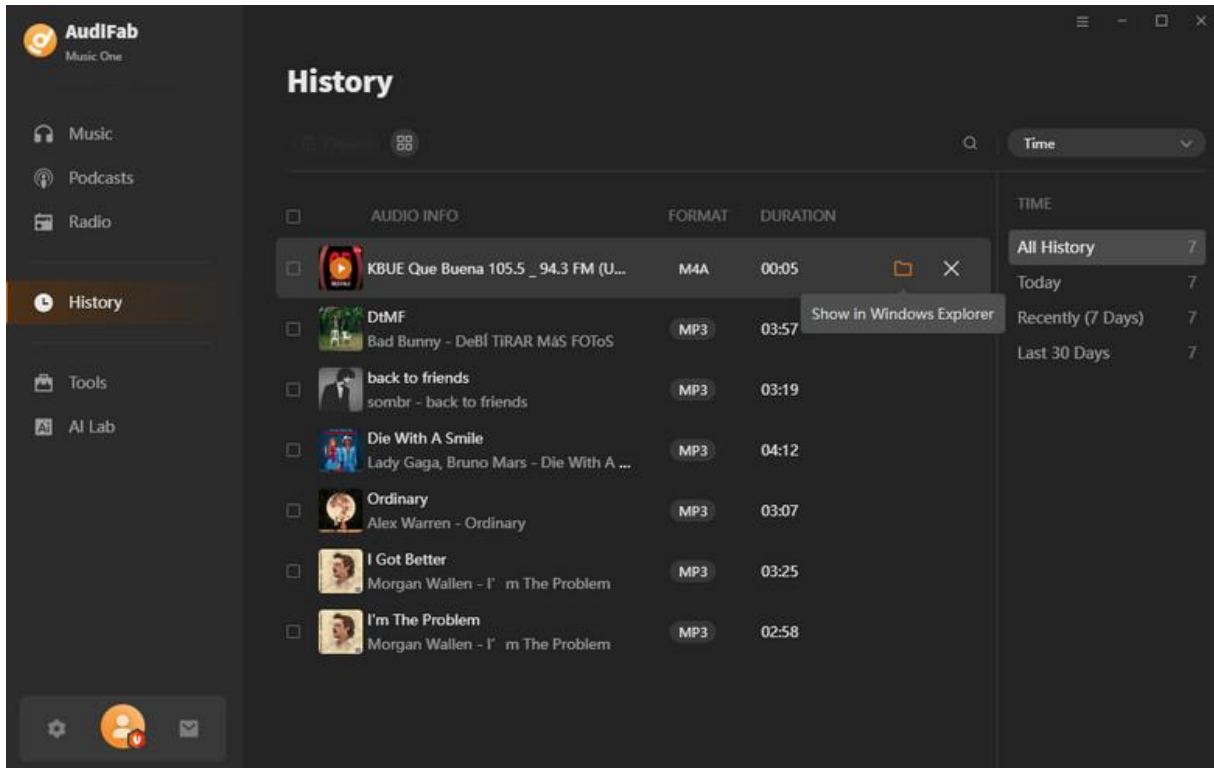 AudiFab
Music One
Music
Podcasts
Radio
History
Tools
AI Lab
History
Time
AUDIO INFO FORMAT DURATION
KBUE Que Buena 105.5 _ 94.3 FM (U... M4A 00:05
Show in Windows Explorer
DtMF
Bad Bunny - DeBÍ TiRAR MáS FOToS
MP3 03:57
back to friends
sombr - back to friends
MP3 03:19
Die With A Smile
Lady Gaga, Bruno Mars - Die With A ...
MP3 04:12
Ordinary
Alex Warren - Ordinary
MP3 03:07
I Got Better
Morgan Wallen - I’ m The Problem
MP3 03:25
I'm The Problem
Morgan Wallen - I’ m The Problem
MP3 02:58
TIME
All History 7
Today 7
Recently (7 Days) 7
Last 30 Days 7